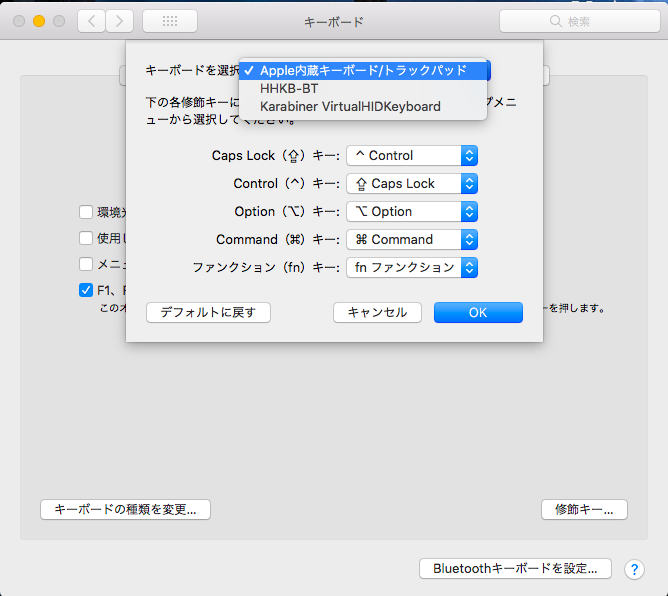 キーボード
検索
キーボードを選択
Apple内蔵キーボード/トラックパッド
HHKB-BT
Karabiner VirtualHIDKeyboard
下の各修飾キーに
プメニ
ューから選択してください。
Caps Lock（⇪）キー: ^ Control
Control（^）キー: ⇪ Caps Lock
Option（⌥）キー: ⌥ Option
Command（⌘）キー: ⌘ Command
ファンクション（fn）キー: fn ファンクション
環境光
使用し
メニュ
F1、F
このオ
ーを押します。
デフォルトに戻す
キャンセル
OK
キーボードの種類を変更...
修飾キー...
Bluetoothキーボードを設定...
?